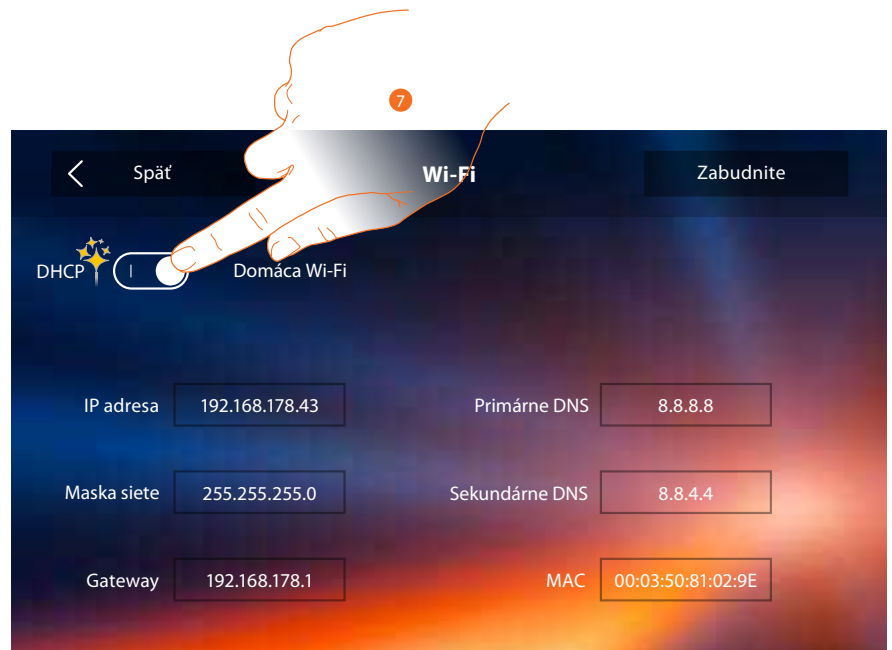 7
Späť
Wi-Fi
Zabudnite
DHCP
I
Domáca Wi-Fi
IP adresa
192.168.178.43
Primárne DNS
8.8.8.8
Maska siete
255.255.255.0
Sekundárne DNS
8.8.4.4
Gateway
192.168.178.1
MAC
00:03:50:81:02:9E